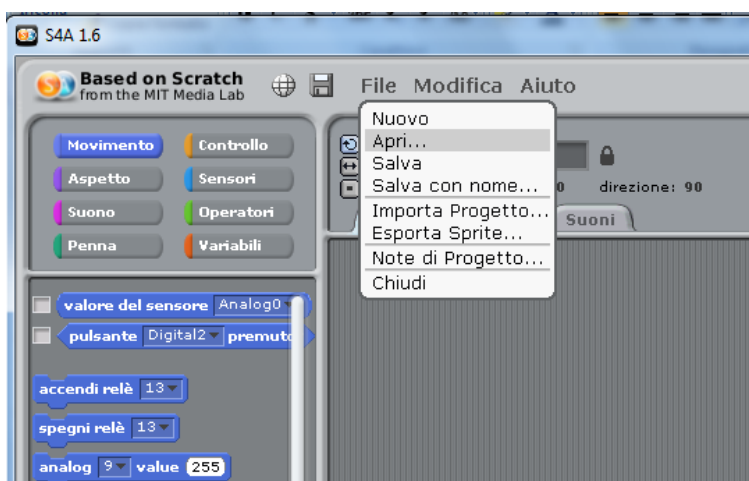 S4A 1.6
Based on Scratch
from the MIT Media Lab
File Modifica Aiuto
Nuovo
Apri...
Salva
Salva con nome...
Importa Progetto...
Esporta Sprite...
Note di Progetto...
Chiudi
Movimento Controllo
Aspetto Sensori
Suono Operatori
Penna Variabili
0 direzione: 90
Suoni
valore del sensore Analog0
pulsante Digital2 premuto
accendi relè 13
spegni relè 13
analog 9 value 255